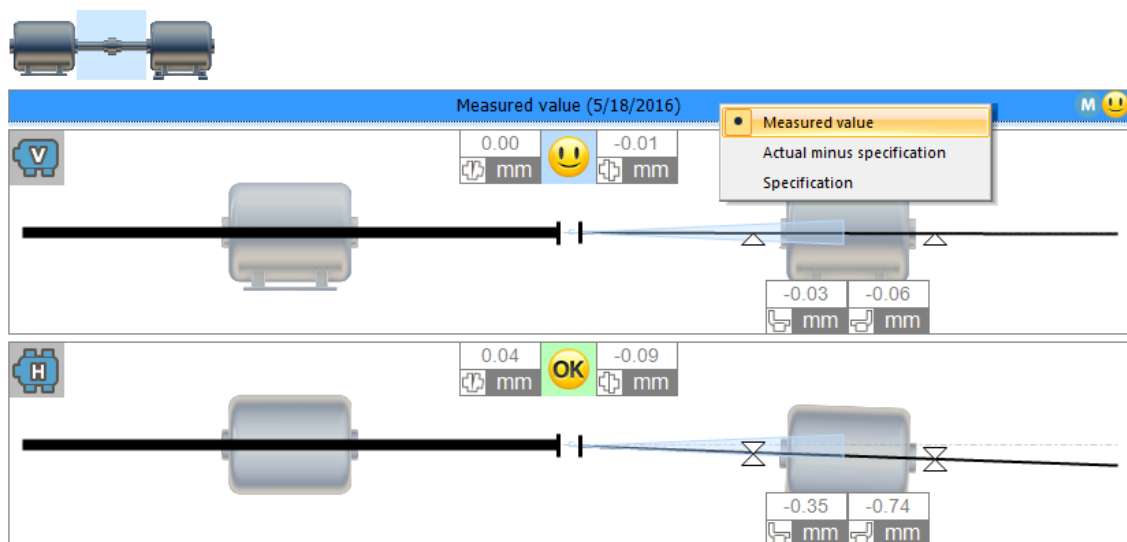 Measured value (5/18/2016)
M
Measured value
Actual minus specification
Specification
V
0.00
-0.01
mm
mm
-0.03
-0.06
mm
mm
H
0.04
OK
-0.09
mm
mm
-0.35
-0.74
mm
mm